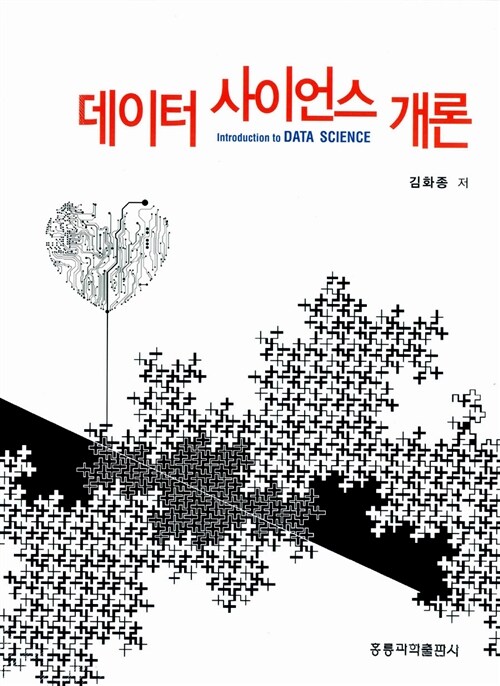 데이터 사이언스 개론
Introduction to DATA SCIENCE
김화종 저
홍릉과학출판사